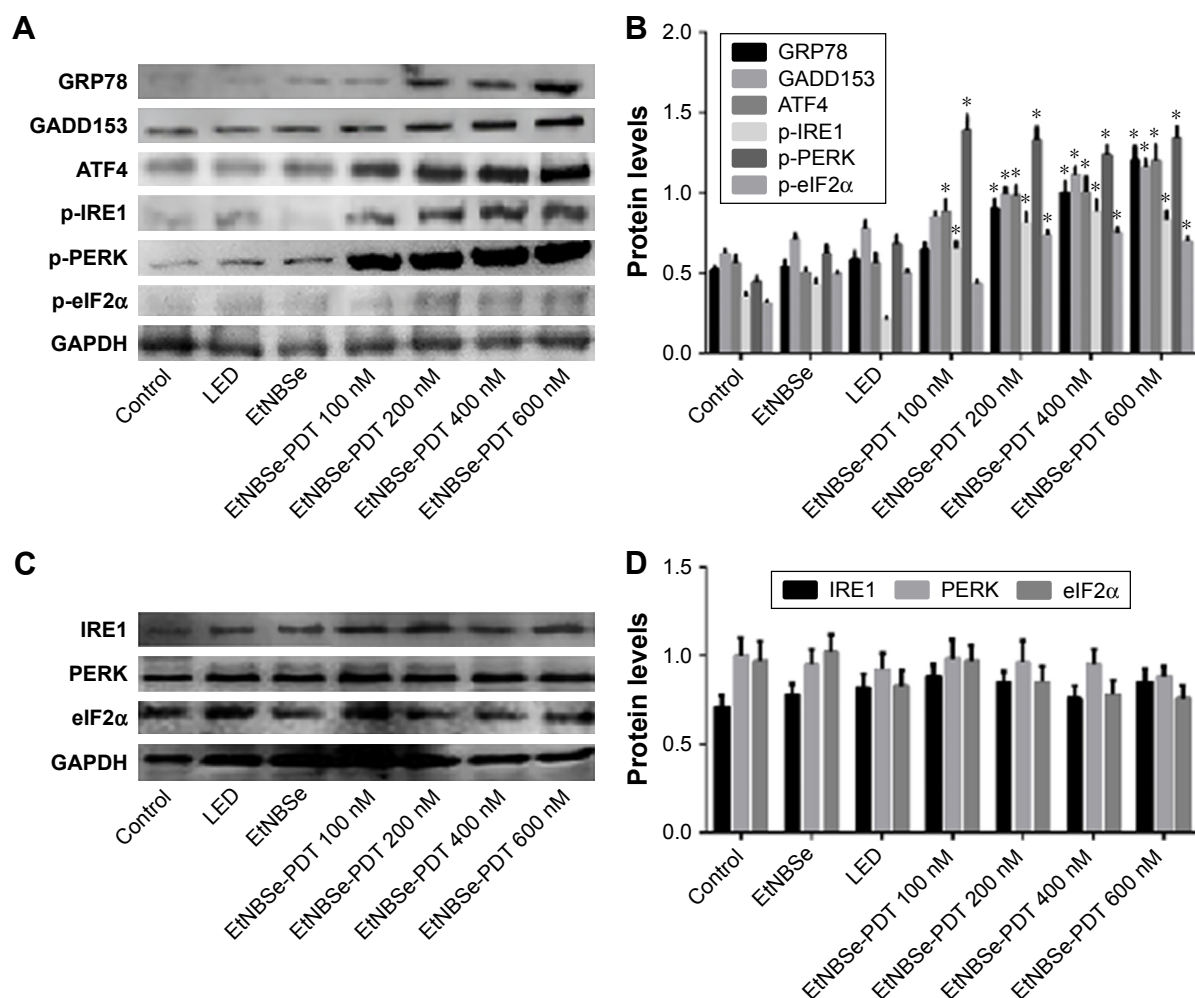 A
GRP78
GADD153
ATF4
p-IRE1
p-PERK
p-eIF2α
GAPDH
Control
LED
EtNBSe
EtNBSe-PDT 100 nM
EtNBSe-PDT 200 nM
EtNBSe-PDT 400 nM
EtNBSe-PDT 600 nM
B
Protein levels
2.0
1.5
1.0
0.5
0.0
GRP78
GADD153
ATF4
p-IRE1
p-PERK
p-eIF2α
* * * * * * * * * * * * * * * * * * * * *
Control
EtNBSe
LED
EtNBSe-PDT 100 nM
EtNBSe-PDT 200 nM
EtNBSe-PDT 400 nM
EtNBSe-PDT 600 nM
C
IRE1
PERK
eIF2α
GAPDH
Control
LED
EtNBSe
EtNBSe-PDT 100 nM
EtNBSe-PDT 200 nM
EtNBSe-PDT 400 nM
EtNBSe-PDT 600 nM
D
Protein levels
1.5
1.0
0.5
0.0
IRE1 PERK eIF2α
Control
EtNBSe
LED
EtNBSe-PDT 100 nM
EtNBSe-PDT 200 nM
EtNBSe-PDT 400 nM
EtNBSe-PDT 600 nM